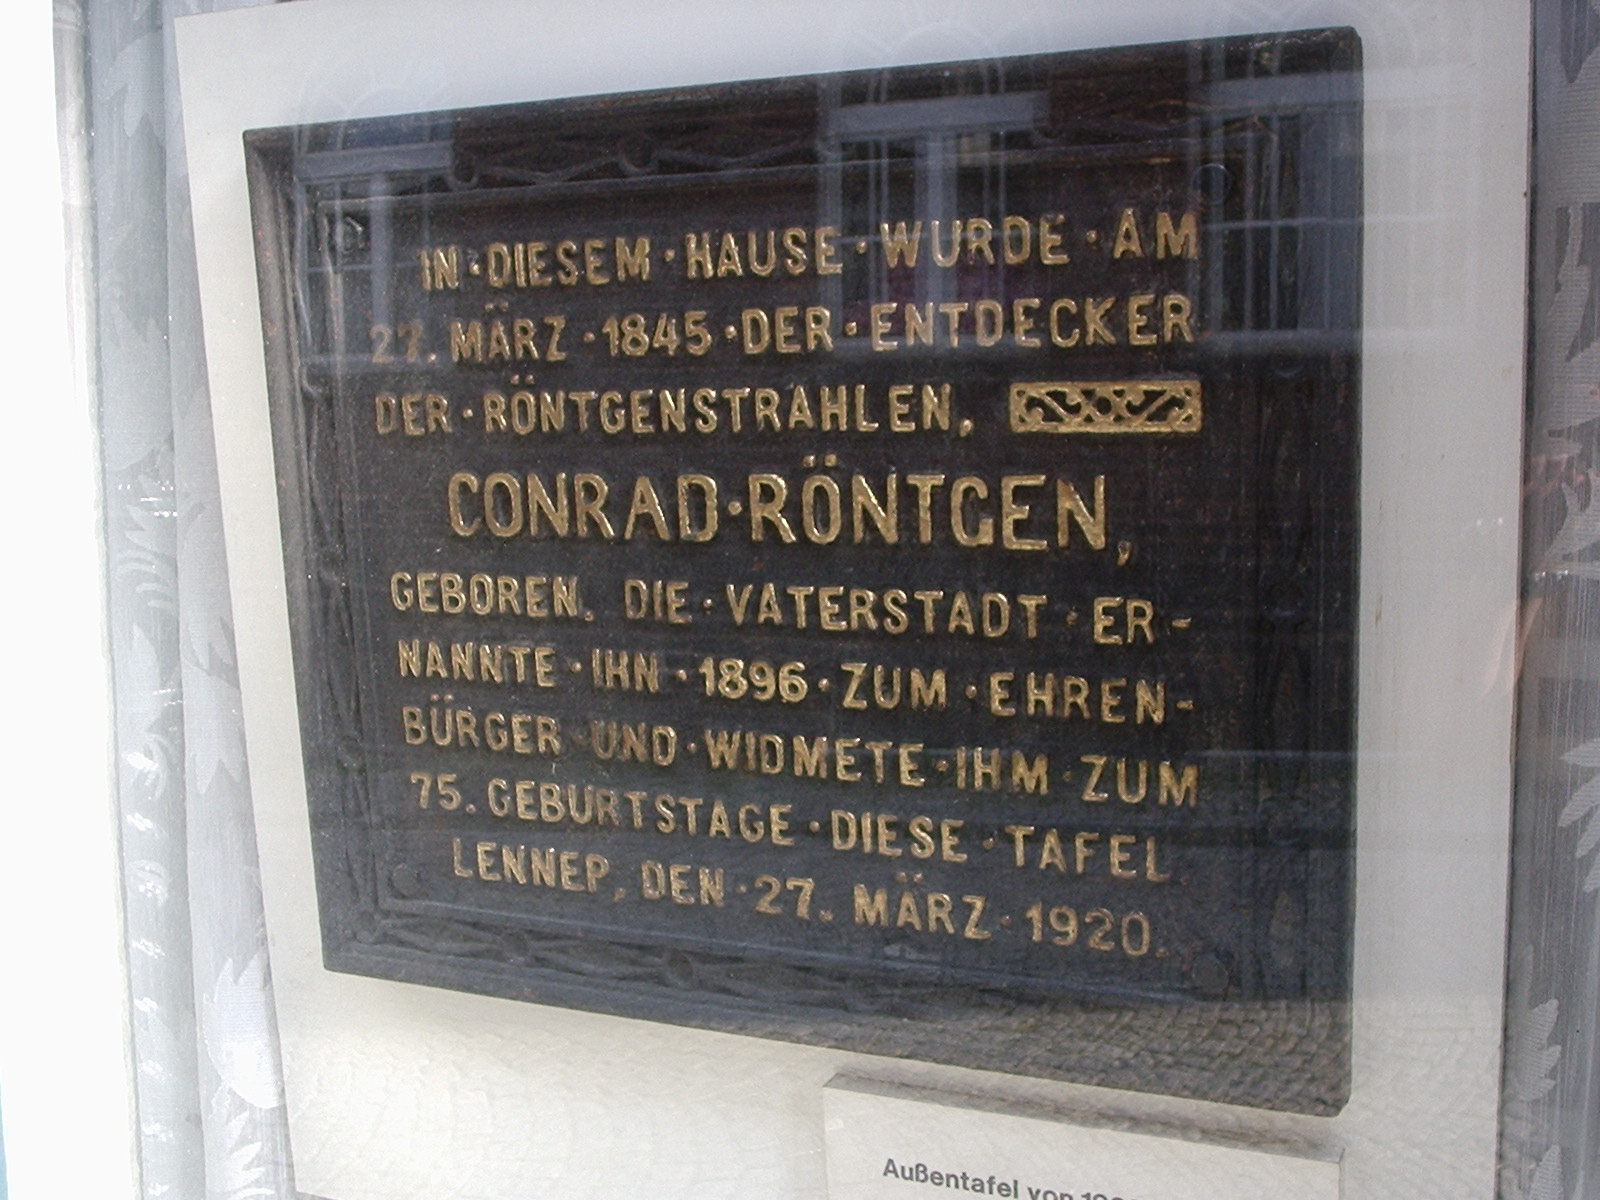 IN · DIESEM · HAUSE · WURDE · AM
27. MÄRZ · 1845 · DER · ENTDECKER
DER · RÖNTGENSTRAHLEN,
CONRAD · RÖNTGEN,
GEBOREN. DIE · VATERSTADT · ER-
NANNTE · IHN · 1896 · ZUM · EHREN-
BÜRGER · UND · WIDMETE · IHM · ZUM
75. GEBURTSTAGE · DIESE · TAFEL.
LENNEP, DEN · 27. MÄRZ · 1920.
Außentafel von